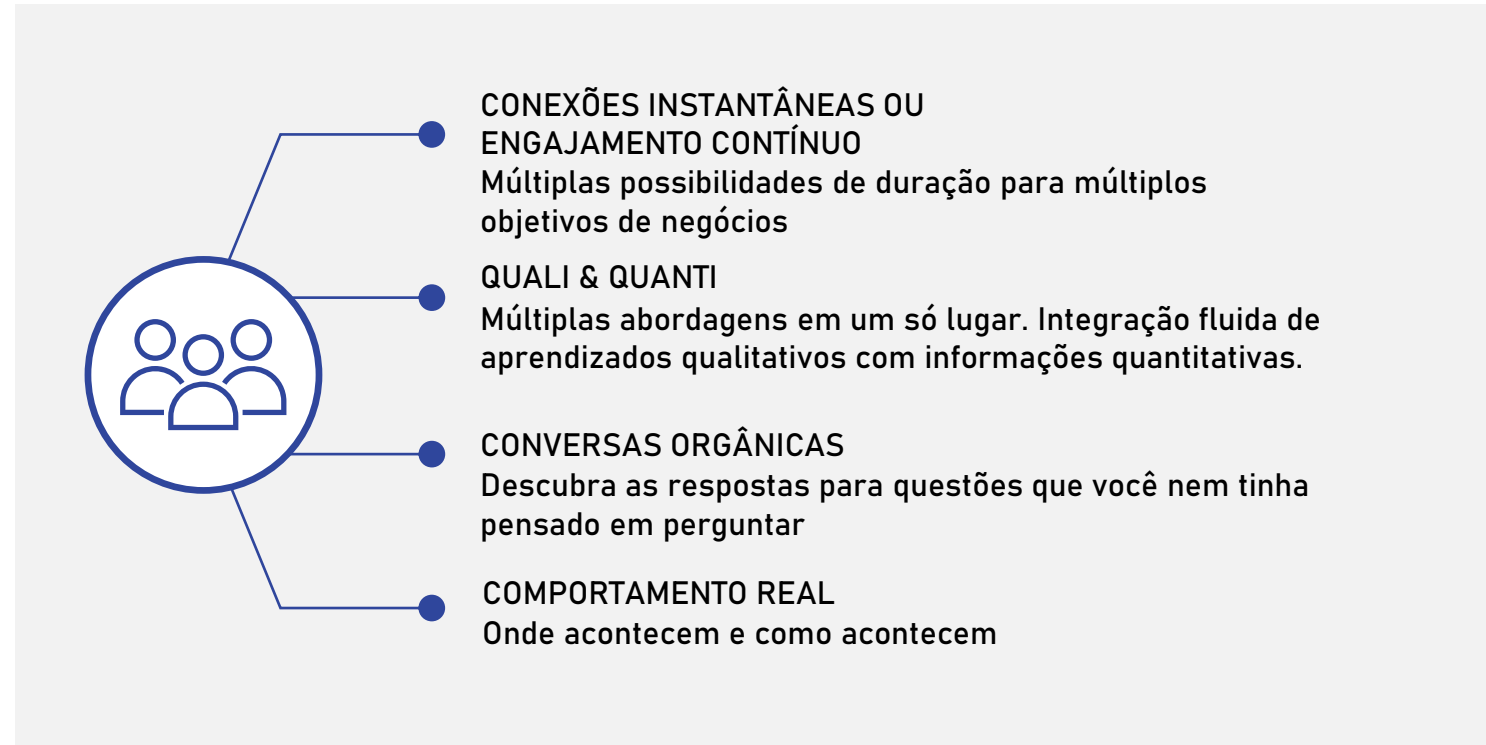 CONEXÕES INSTANTÂNEAS OU
ENGAJAMENTO CONTÍNUO
Múltiplas possibilidades de duração para múltiplos
objetivos de negócios
QUALI & QUANTI
Múltiplas abordagens em um só lugar. Integração fluida de
aprendizados qualitativos com informações quantitativas.
CONVERSAS ORGÂNICAS
Descubra as respostas para questões que você nem tinha
pensado em perguntar
COMPORTAMENTO REAL
Onde acontecem e como acontecem